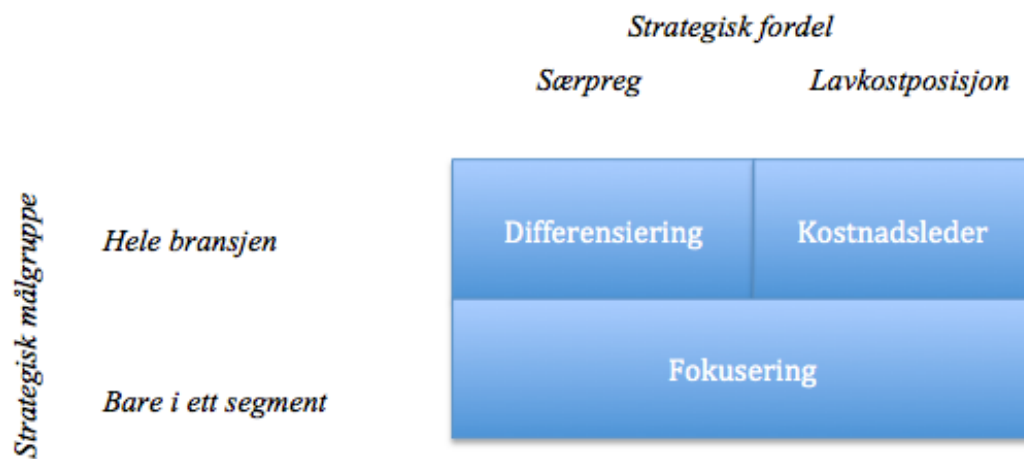 Strategisk fordel
Særpreg
Lavkostposisjon
Strategisk målgruppe
Hele bransjen
Differensiering
Kostnadsleder
Bare i ett segment
Fokusering